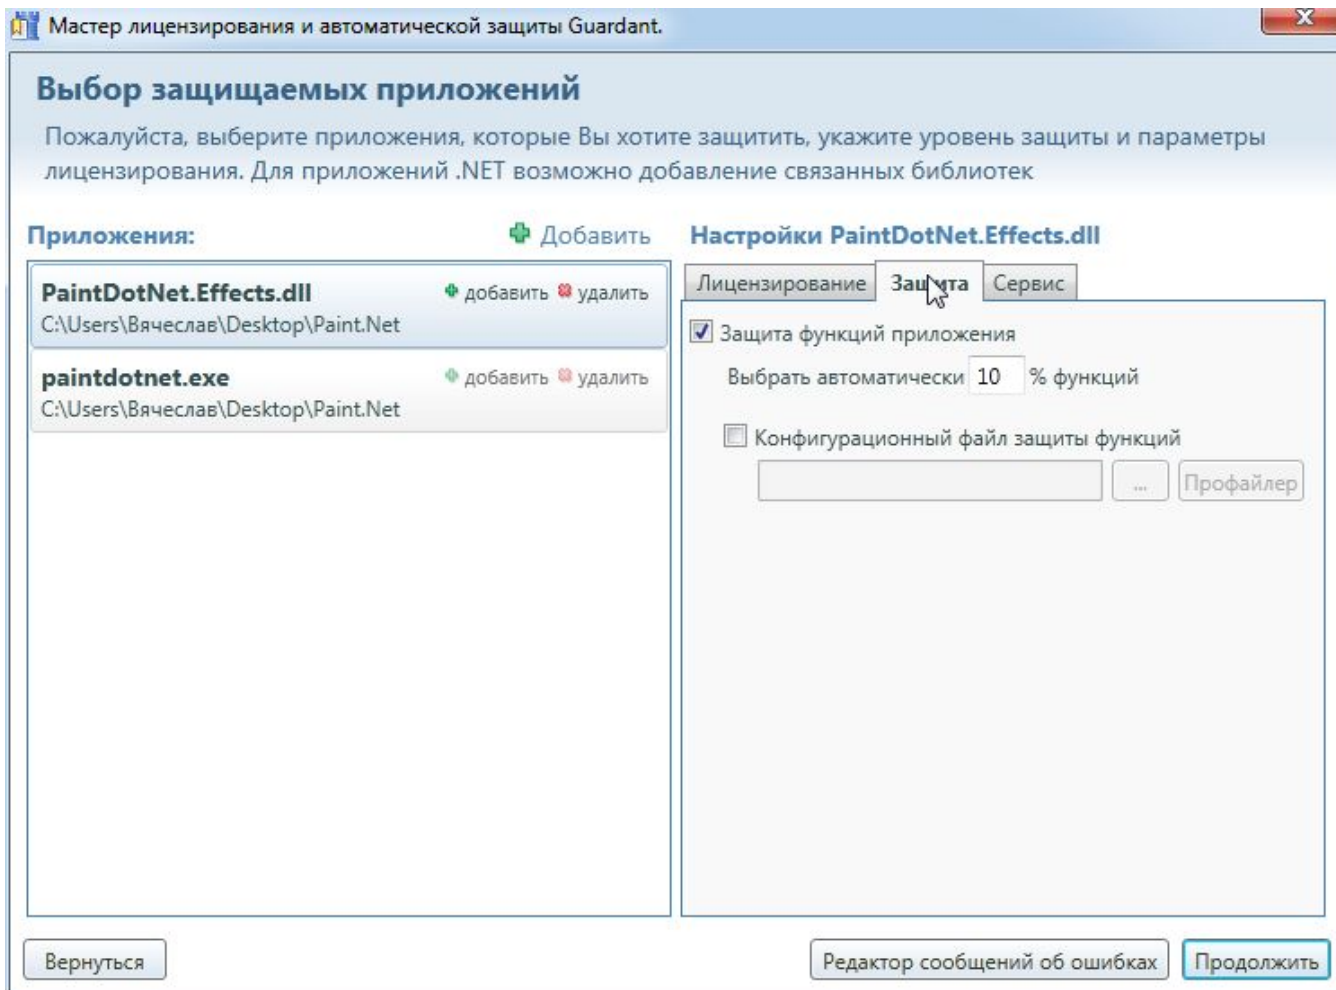 Мастер лицензирования и автоматической защиты Guardant.
Выбор защищаемых приложений
Пожалуйста, выберите приложения, которые Вы хотите защитить, укажите уровень защиты и параметры
лицензирования. Для приложений .NET возможно добавление связанных библиотек
Приложения:
Добавить
PaintDotNet.Effects.dll
добавить удалить
C:\Users\Вячеслав\Desktop\Paint.Net
paintdotnet.exe
добавить удалить
C:\Users\Вячеслав\Desktop\Paint.Net
Настройки PaintDotNet.Effects.dll
Лицензирование Защита Сервис
Защита функций приложения
Выбрать автоматически 10 % функций
Конфигурационный файл защиты функций
... Профайлер
Вернуться
Редактор сообщений об ошибках
Продолжить